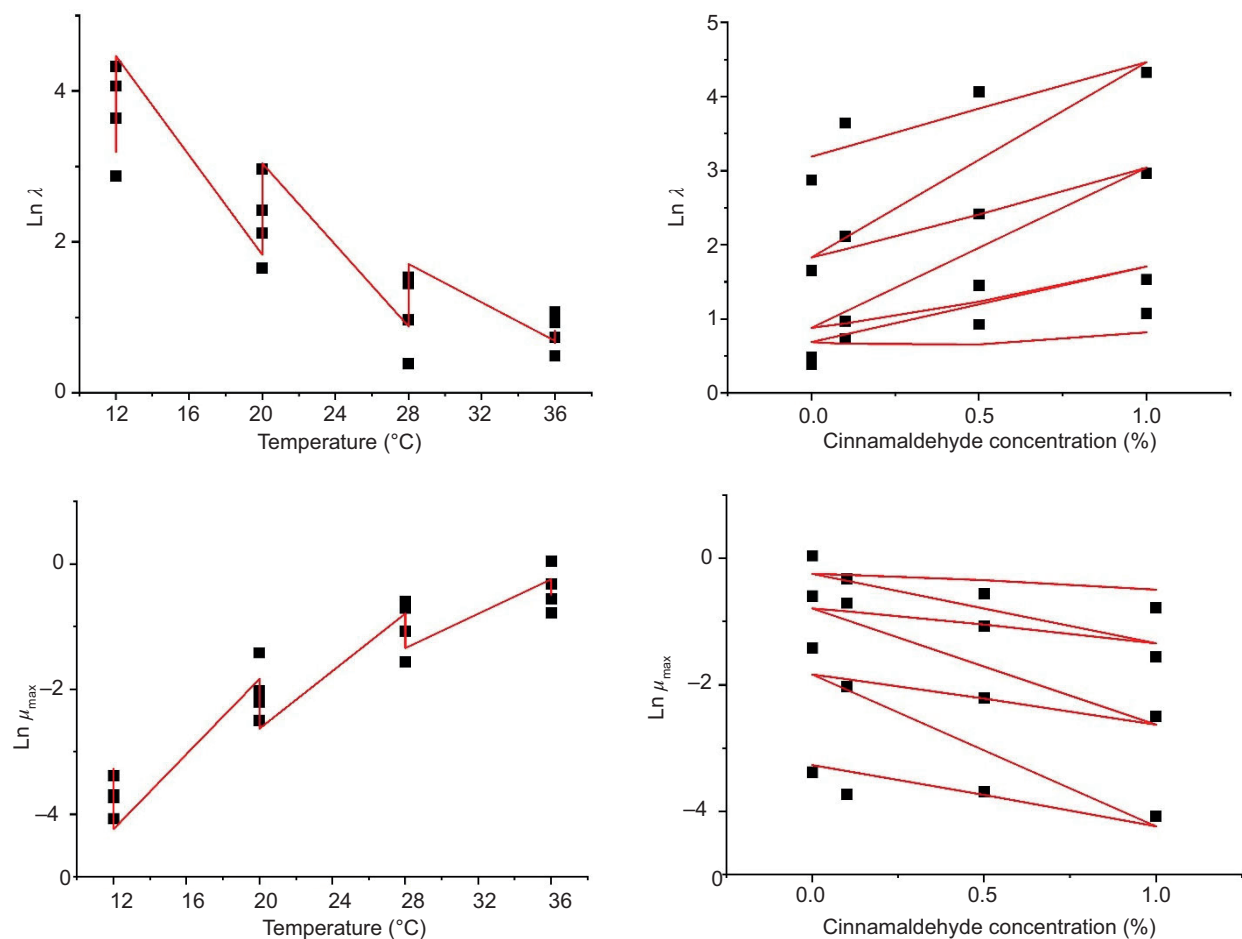 4
2
0
Ln λ
12 16 20 24 28 32 36
Temperature (°C)
5
4
3
2
1
0
Ln λ
0.0 0.5 1.0
Cinnamaldehyde concentration (%)
0
−2
−4
0
Ln μmax
12 16 20 24 28 32 36
Temperature (°C)
0
−2
−4
0
Ln μmax
0.0 0.5 1.0
Cinnamaldehyde concentration (%)